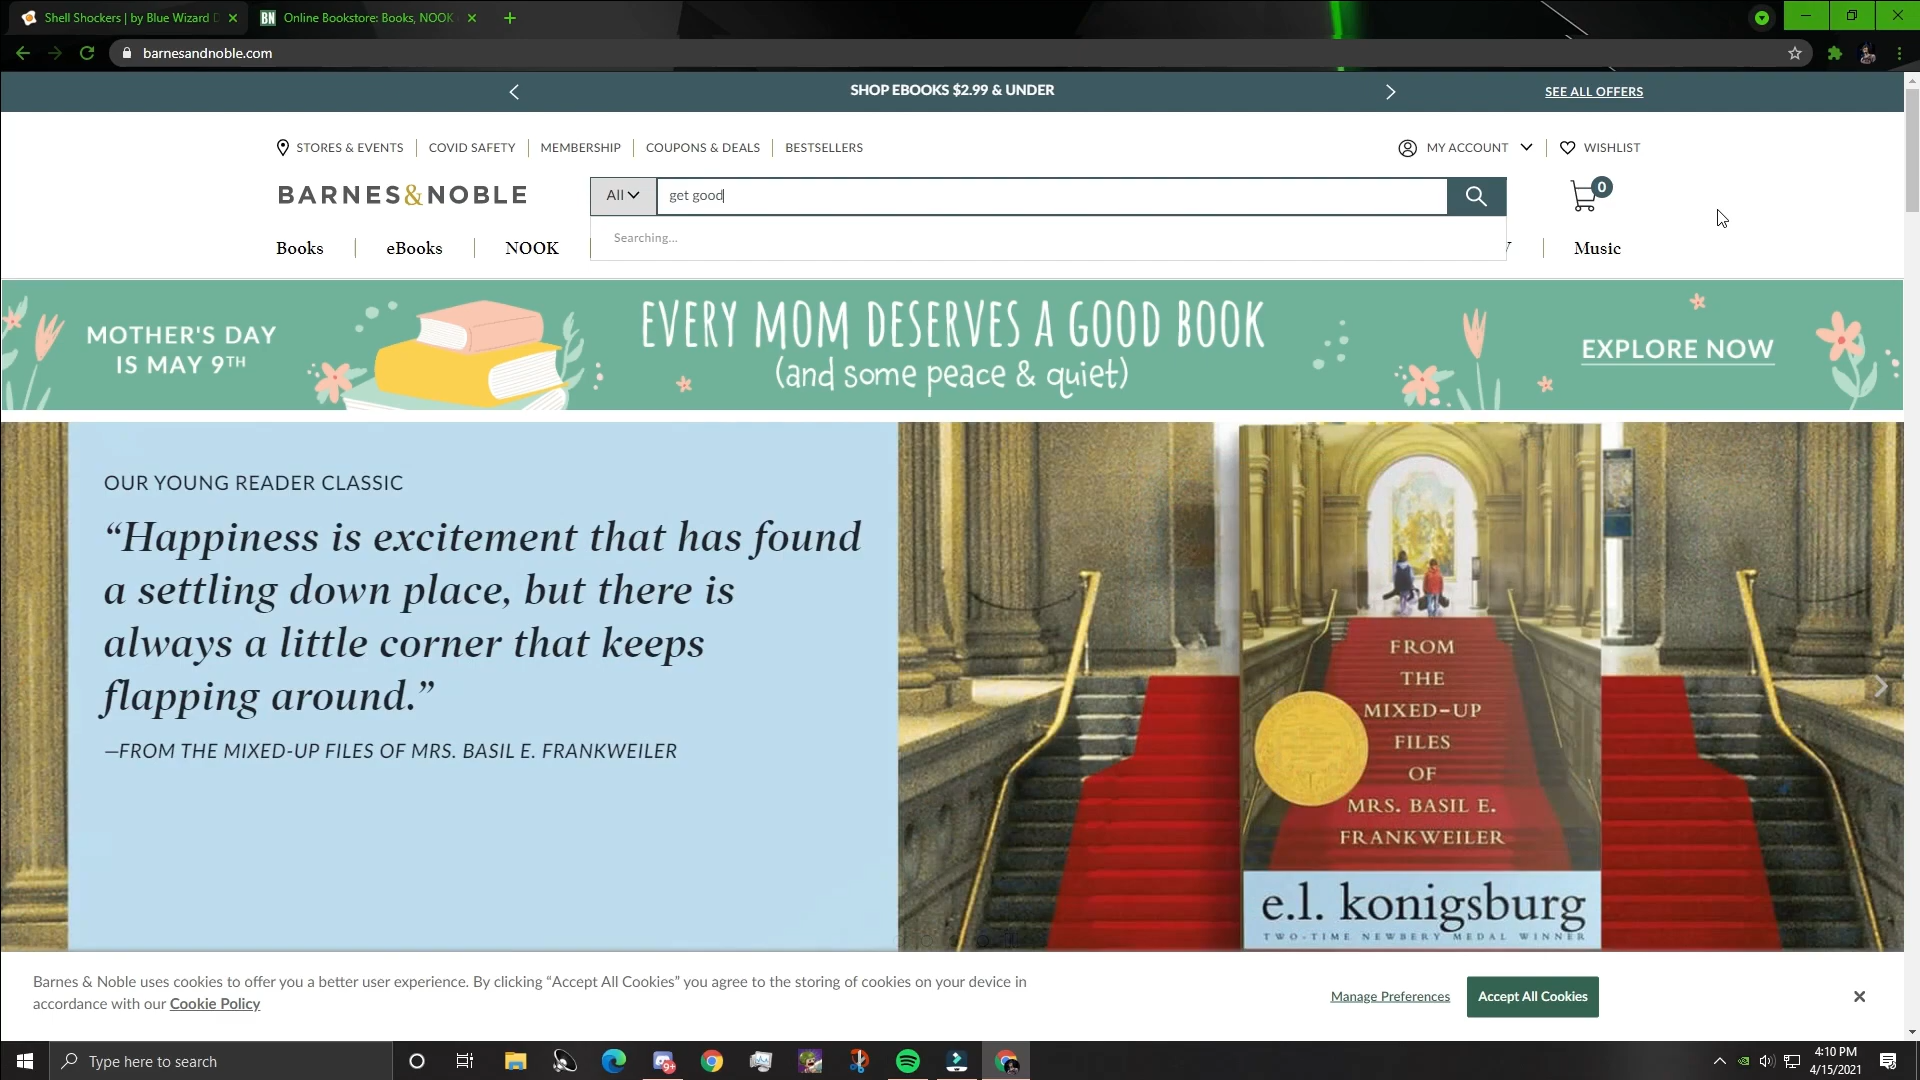 Shell Shockers | by Blue Wizard D
BN Online Bookstore: Books, NOOK
barnesandnoble.com
SHOP EBOOKS $2.99 & UNDER
SEE ALL OFFERS
STORES & EVENTS
COVID SAFETY
MEMBERSHIP
COUPONS & DEALS
BESTSELLERS
MY ACCOUNT
WISHLIST
BARNES&NOBLE
All
get good
0
Searching...
Books
eBooks
NOOK
Music
MOTHER'S DAY
IS MAY 9TH
EVERY MOM DESERVES A GOOD BOOK
(and some peace & quiet)
EXPLORE NOW
OUR YOUNG READER CLASSIC
“Happiness is excitement that has found
a settling down place, but there is
always a little corner that keeps
flapping around.”
—FROM THE MIXED-UP FILES OF MRS. BASIL E. FRANKWEILER
FROM
THE
MIXED-UP
FILES
OF
MRS. BASIL E.
FRANKWEILER
e.l. konigsburg
TWO-TIME NEWBERY MEDAL WINNER
Barnes & Noble uses cookies to offer you a better user experience. By clicking “Accept All Cookies” you agree to the storing of cookies on your device in
accordance with our Cookie Policy
Manage Preferences
Accept All Cookies
Type here to search
9+
4:10 PM
4/15/2021